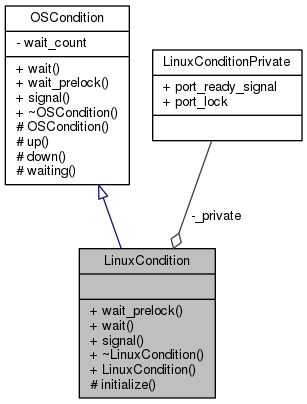 OSCondition
- wait_count
+ wait()
+ wait_prelock()
+ signal()
+ ~OSCondition()
# OSCondition()
# up()
# down()
# waiting()
LinuxConditionPrivate
+ port_ready_signal
+ port_lock
-_private
LinuxCondition
+ wait_prelock()
+ wait()
+ signal()
+ ~LinuxCondition()
+ LinuxCondition()
# initialize()